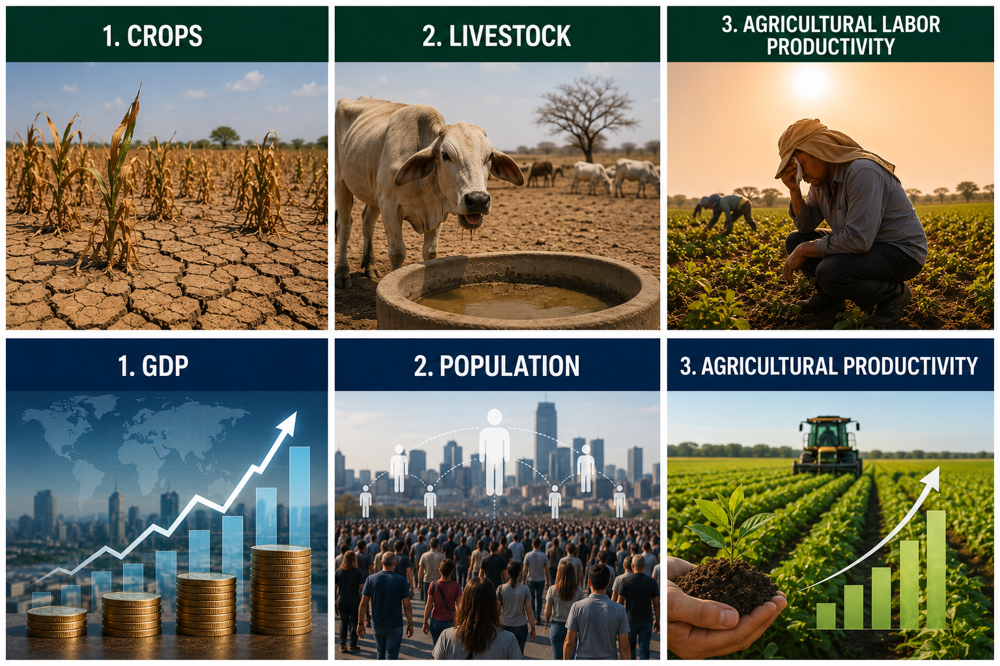 1. CROPS
2. LIVESTOCK
3. AGRICULTURAL LABOR
PRODUCTIVITY
1. GDP
2. POPULATION
3. AGRICULTURAL PRODUCTIVITY